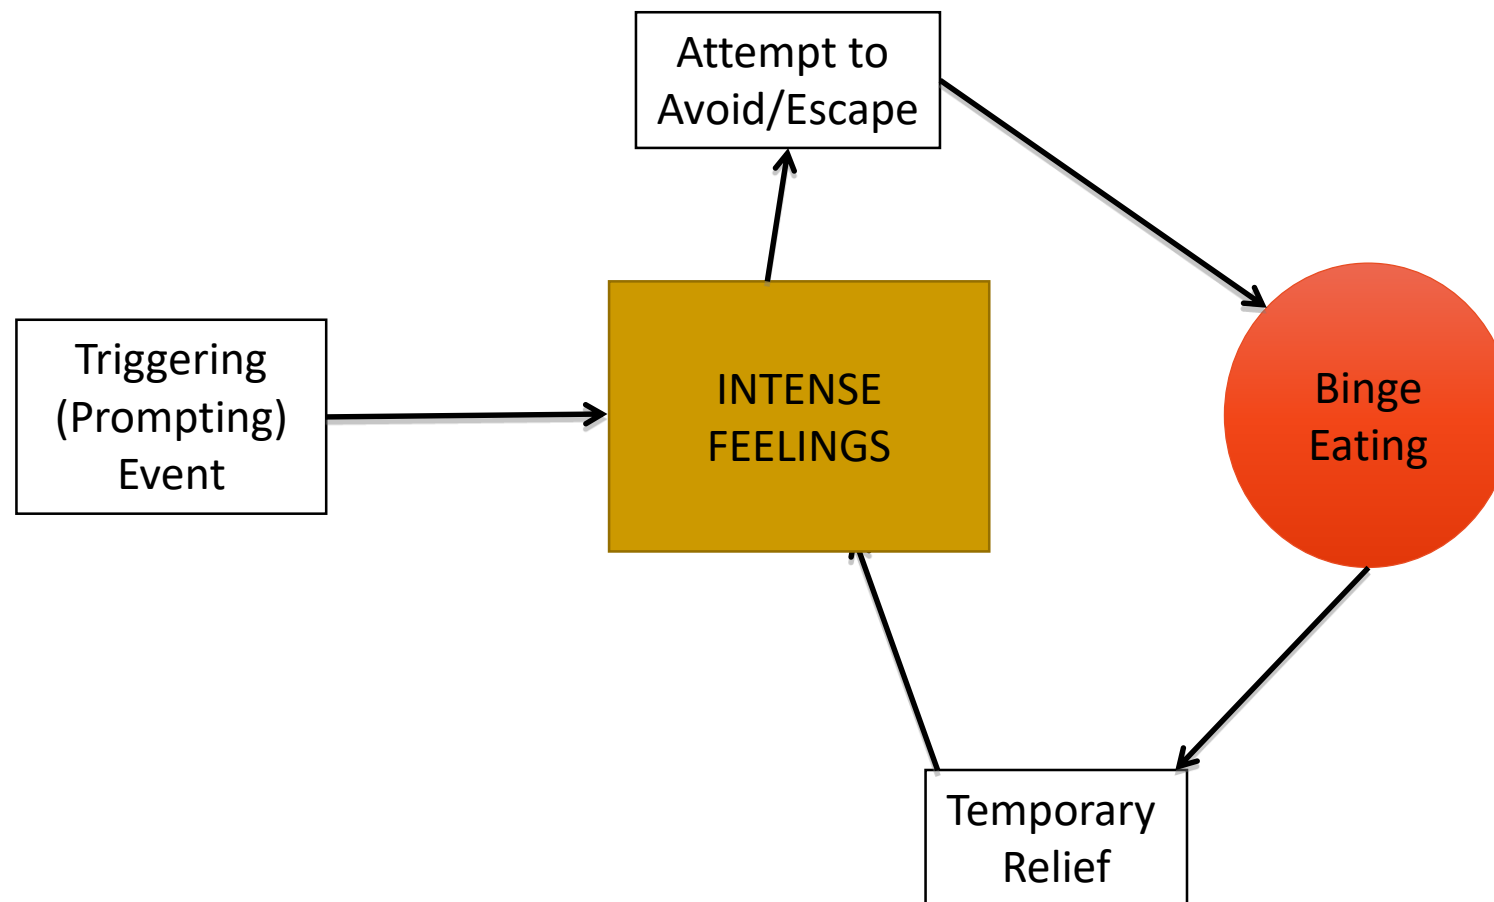 Attempt to
Avoid/Escape
Triggering
(Prompting)
Event
INTENSE
FEELINGS
Binge
Eating
Temporary
Relief